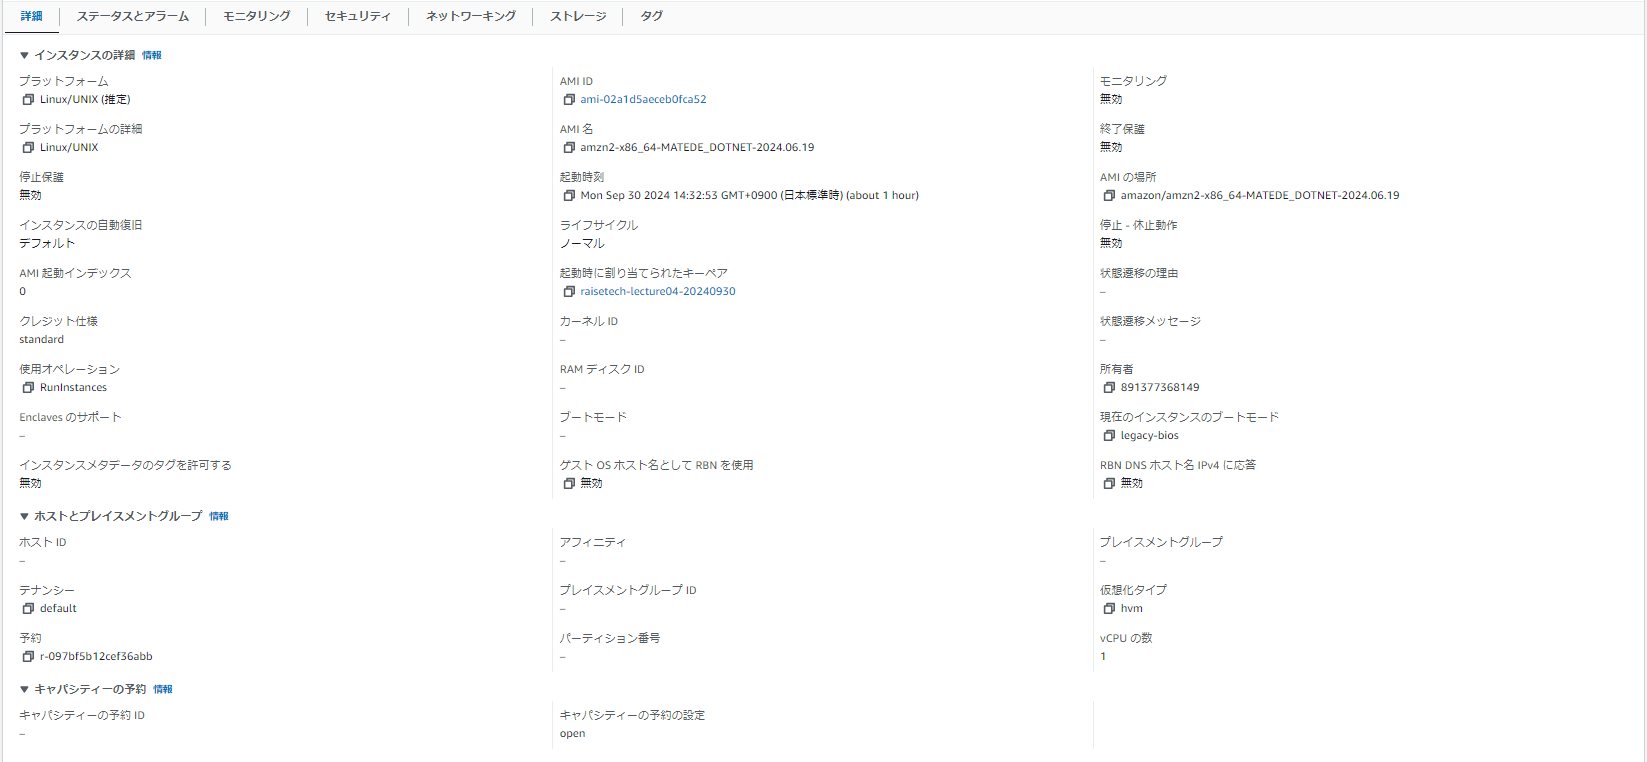 詳細 ステータスとアラーム モニタリング セキュリティ ネットワーキング ストレージ タグ
▼ インスタンスの詳細 情報
プラットフォーム
Linux/UNIX (推定)
AMI ID
ami-02a1d5aeceb0fca52
モニタリング
無効
プラットフォームの詳細
Linux/UNIX
AMI 名
amzn2-x86_64-MATEDE_DOTNET-2024.06.19
終了保護
無効
停止保護
無効
起動時刻
Mon Sep 30 2024 14:32:53 GMT+0900 (日本標準時) (about 1 hour)
AMI の場所
amazon/amzn2-x86_64-MATEDE_DOTNET-2024.06.19
インスタンスの自動復旧
デフォルト
ライフサイクル
ノーマル
停止 - 休止動作
無効
AMI 起動インデックス
0
起動時に割り当てられたキーペア
raisetech-lecture04-20240930
状態遷移の理由
–
クレジット仕様
standard
カーネル ID
–
状態遷移メッセージ
–
使用オペレーション
RunInstances
RAM ディスク ID
–
所有者
891377368149
Enclaves のサポート
–
ブートモード
–
現在のインスタンスのブートモード
legacy-bios
インスタンスメタデータのタグを許可する
無効
ゲスト OS ホスト名として RBN を使用
無効
RBN DNS ホスト名 IPv4 に応答
無効
▼ ホストとプレイスメントグループ 情報
ホスト ID
–
アフィニティ
–
プレイスメントグループ
–
テナンシー
default
プレイスメントグループ ID
–
仮想化タイプ
hvm
予約
r-097bf5b12cef36abb
パーティション番号
–
vCPU の数
1
▼ キャパシティーの予約 情報
キャパシティーの予約 ID
–
キャパシティーの予約の設定
open